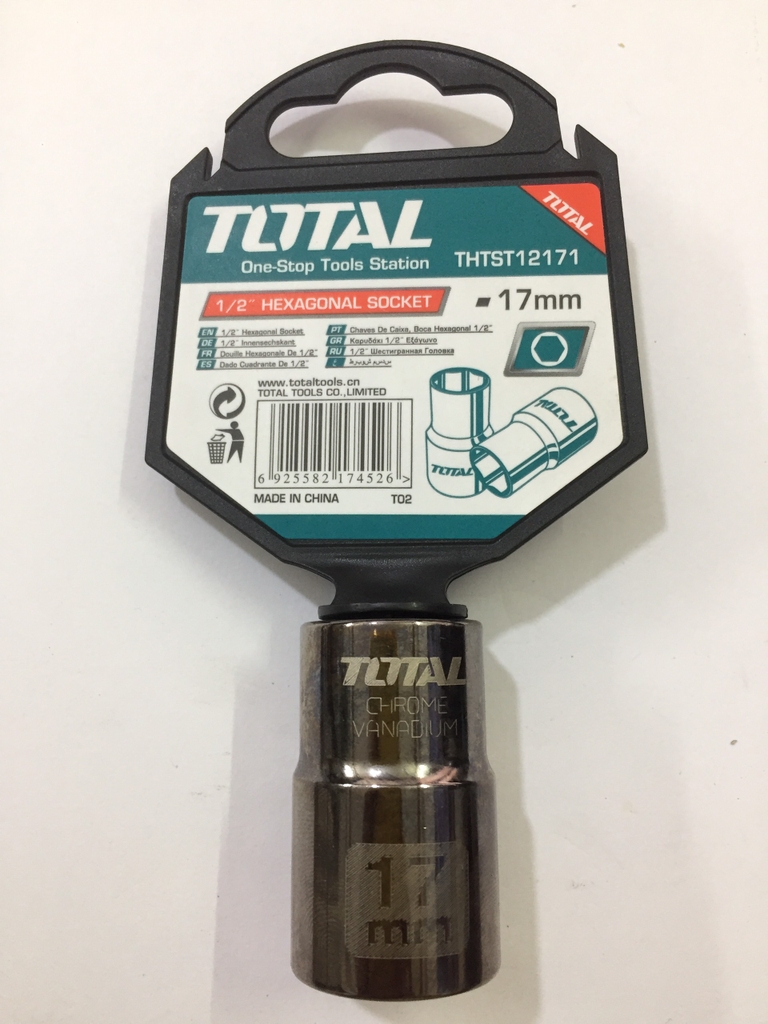 TOTAL
TOTAL
One-Stop Tools Station
THTST12171
1/2" HEXAGONAL SOCKET
17mm
EN 1/2" Hexagonal Socket
DE 1/2" Innensechskant
FR Douille Hexagonale De 1/2"
ES Dado Cuadrante De 1/2"
PT Chaves De Caixa, Boca Hexagonal 1/2"
GR Καρυδάκι 1/2" Εξάγωνο
RU 1/2" Шестигранная Головка
www.totaltools.cn
TOTAL TOOLS CO.,LIMITED
6 925582 174526 >
MADE IN CHINA
T02
TOTAL
TOTAL
TOTAL
CHROME
VANADIUM
17
mm